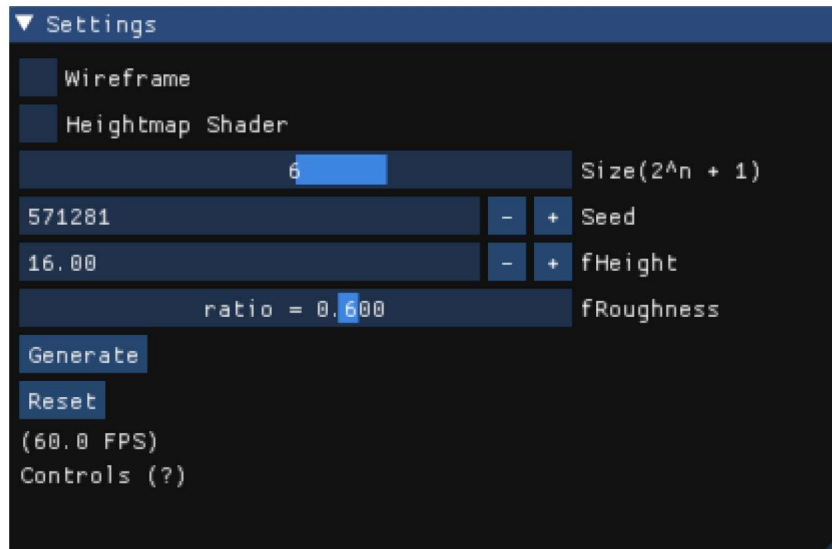 Settings
Wireframe
Heightmap Shader
6 Size(2^n + 1)
571281 - + Seed
16.00 - + fHeight
ratio = 0.600 fRoughness
Generate
Reset
(60.0 FPS)
Controls (?)